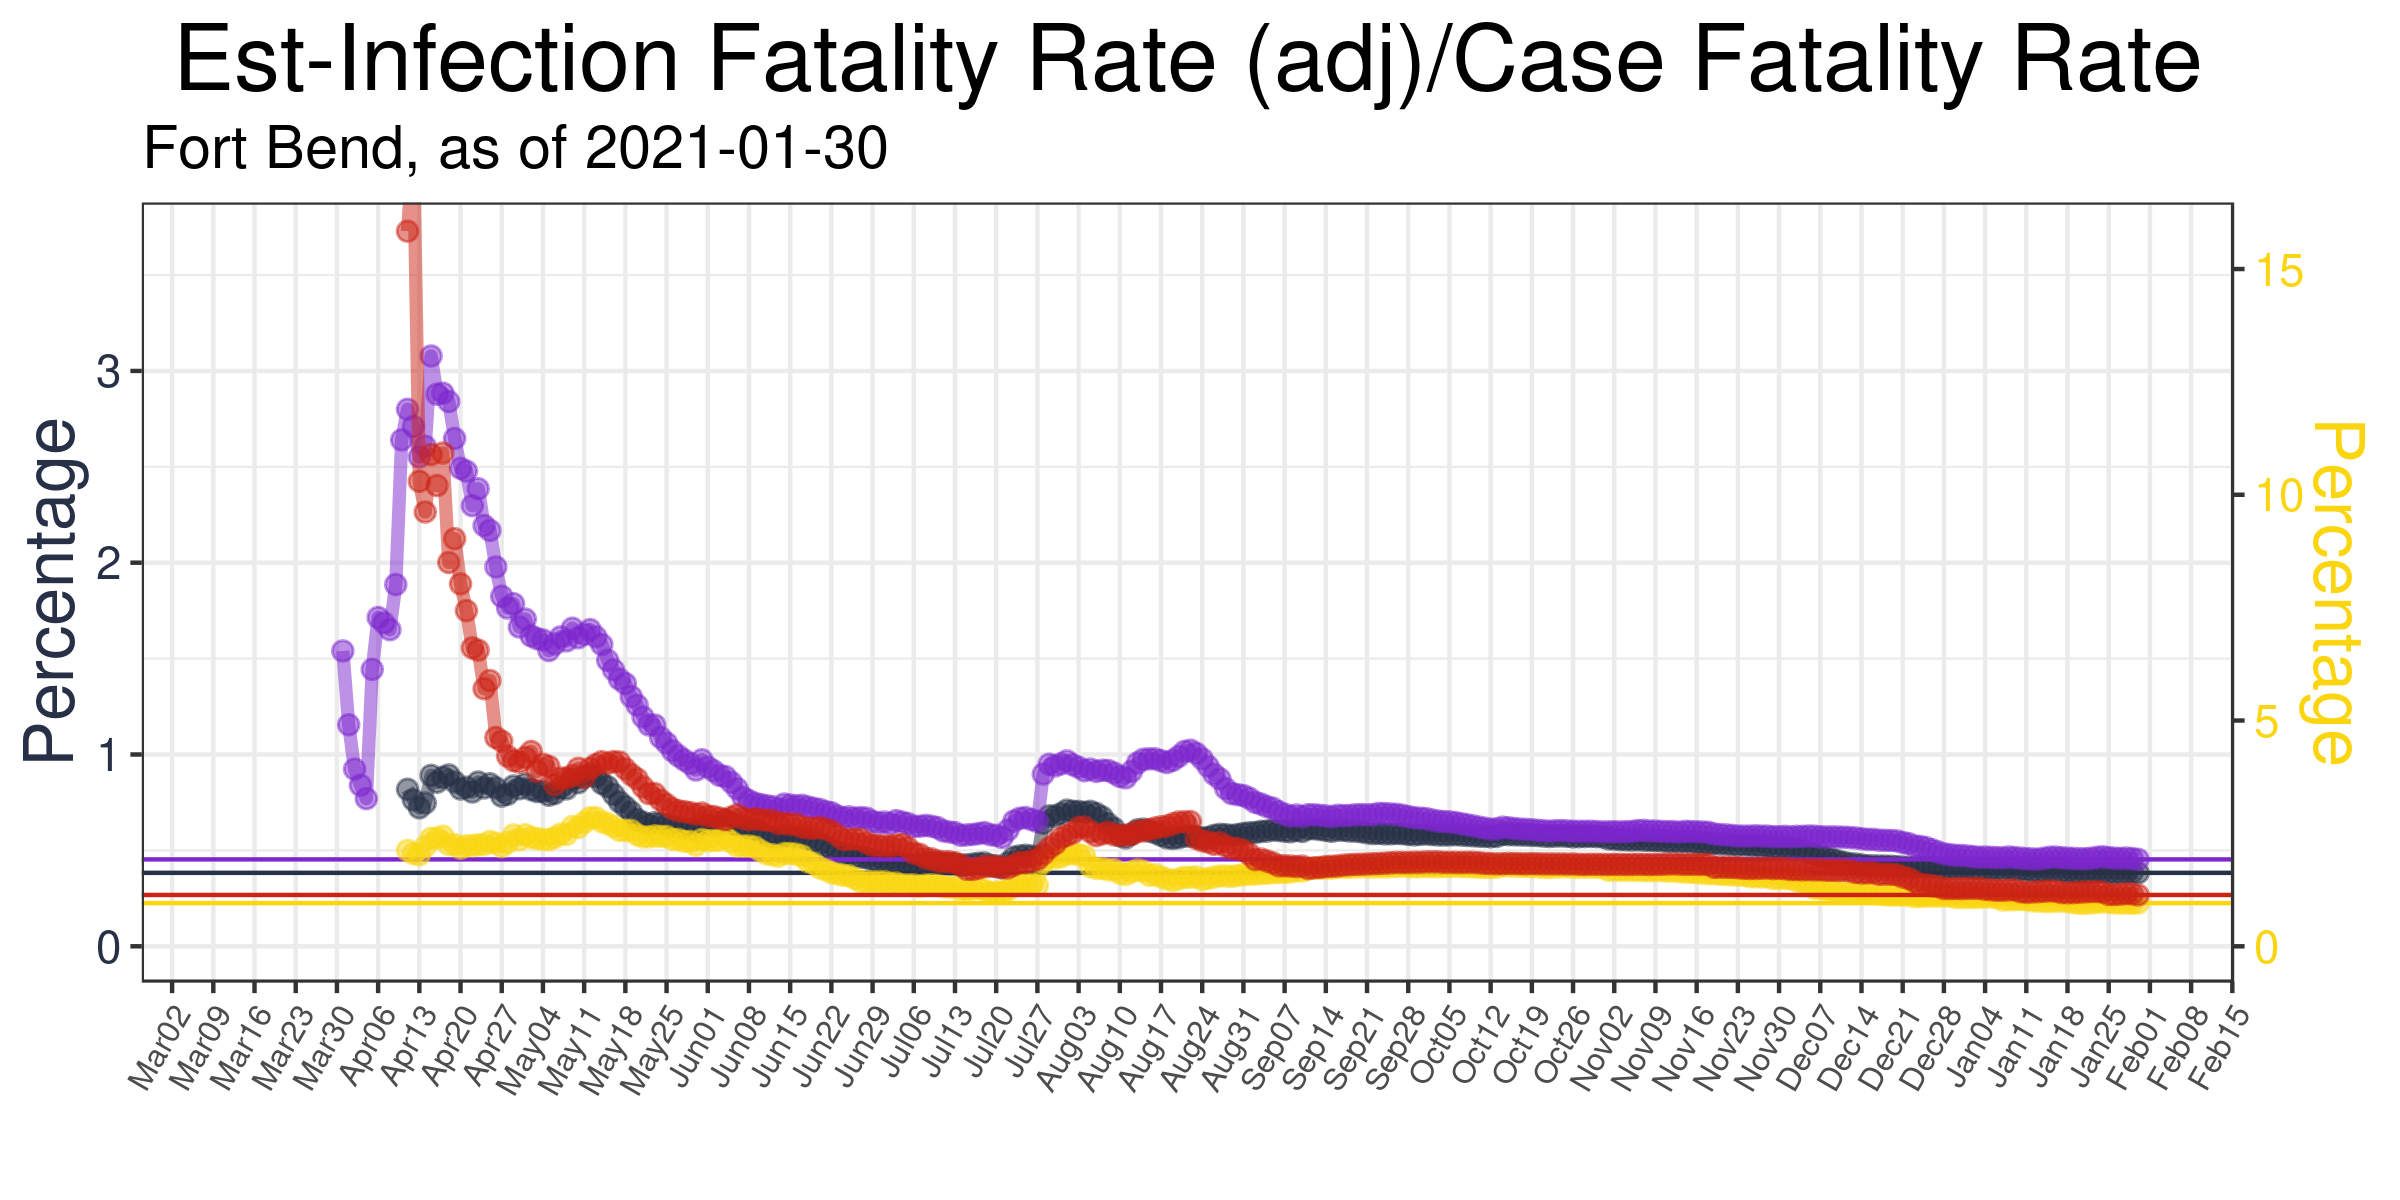 Est-Infection Fatality Rate (adj)/Case Fatality Rate
Fort Bend, as of 2021-01-30
Percentage
3
2
1
0
15
10
5
0
Percentage
Mar02 Mar09 Mar16 Mar23 Mar30 Apr06 Apr13 Apr20 Apr27 May04 May11 May18 May25 Jun01 Jun08 Jun15 Jun22 Jun29 Jul06 Jul13 Jul20 Jul27 Aug03 Aug10 Aug17 Aug24 Aug31 Sep07 Sep14 Sep21 Sep28 Oct05 Oct12 Oct19 Oct26 Nov02 Nov09 Nov16 Nov23 Nov30 Dec07 Dec14 Dec21 Dec28 Jan04 Jan11 Jan18 Jan25 Feb01 Feb08 Feb15